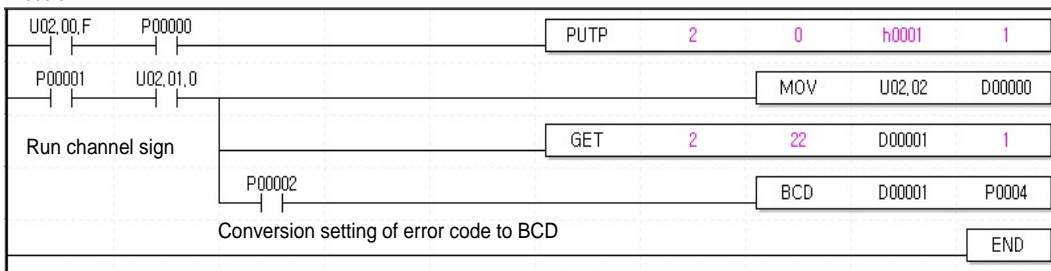 U02,00,F P00000 PUTP 2 0 h0001 1
P00001 U02,01,0 MOV U02,02 D00000
Run channel sign GET 2 22 D00001 1
P00002 BCD D00001 P0004
Conversion setting of error code to BCD
END